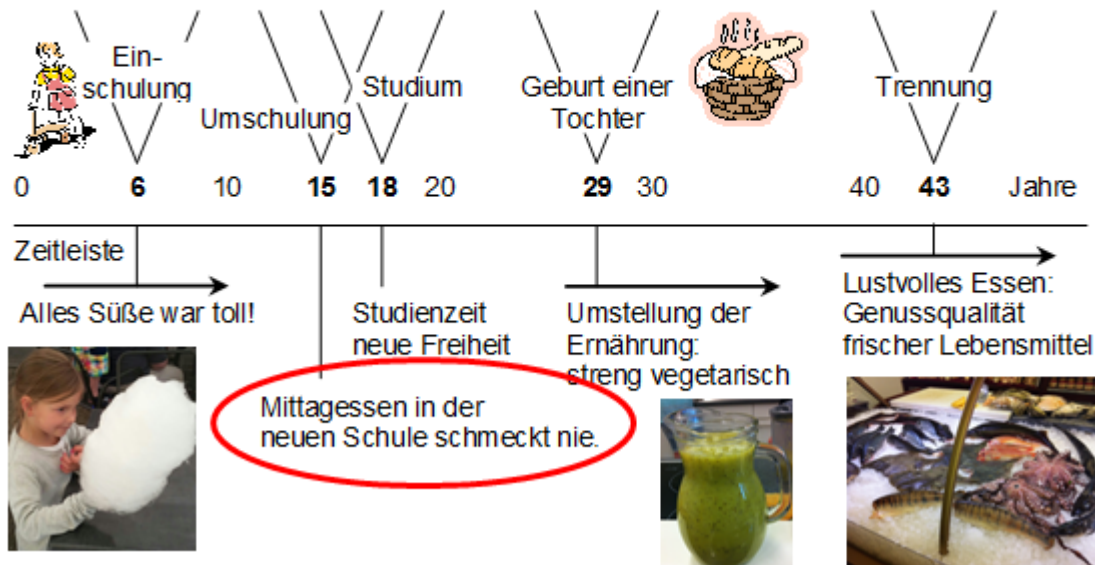 Ein-
schulung
Umschulung
Studium
Geburt einer
Tochter
Trennung
0 6 10 15 18 20 29 30 40 43 Jahre
Zeitleiste
Alles Süße war toll!
Studienzeit
neue Freiheit
Mittagessen in der
neuen Schule schmeckt nie.
Umstellung der
Ernährung:
streng vegetarisch
Lustvolles Essen:
Genussqualität
frischer Lebensmittel